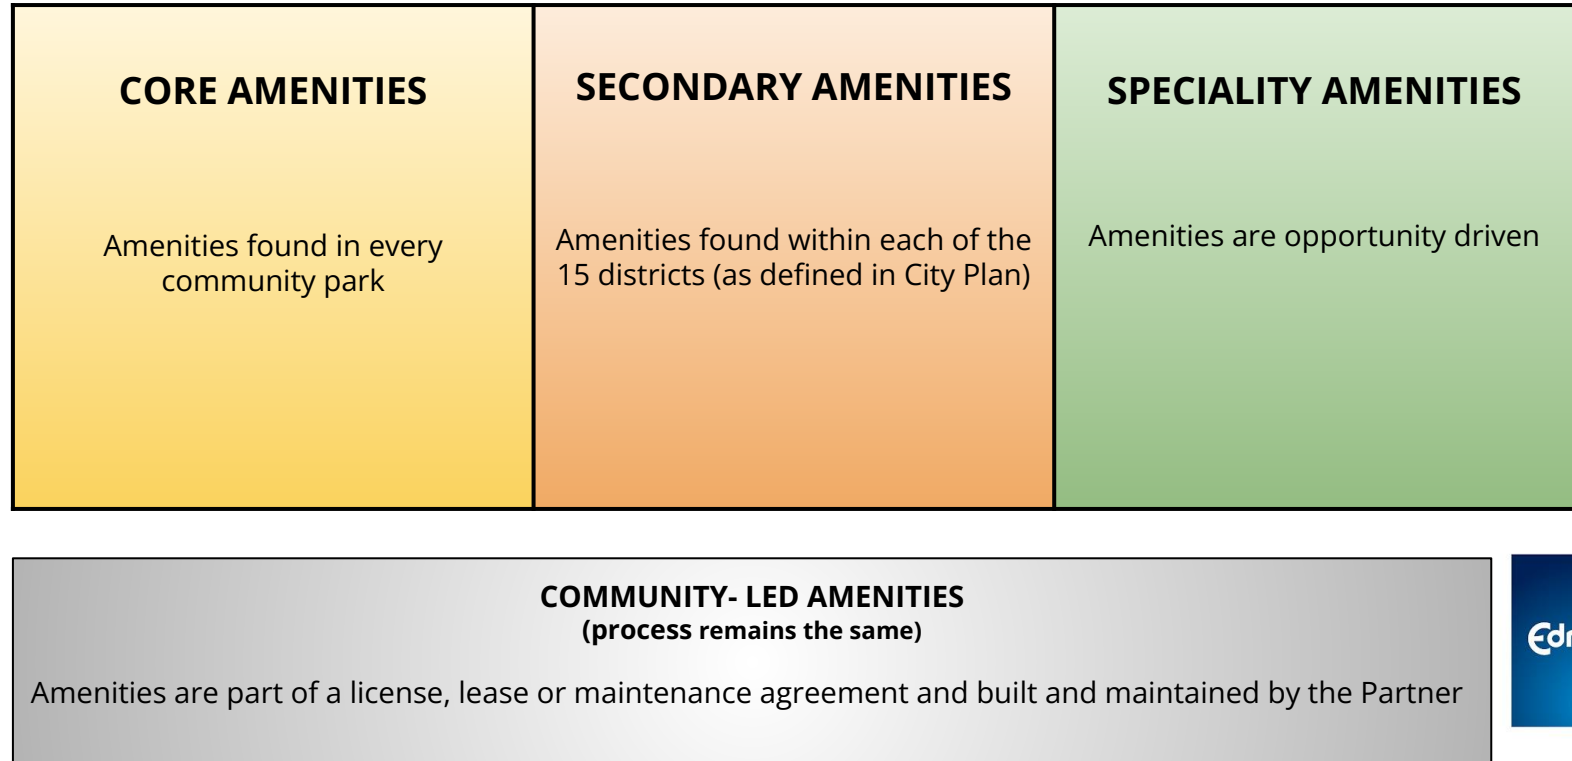 CORE AMENITIES
Amenities found in every
community park
SECONDARY AMENITIES
Amenities found within each of the
15 districts (as defined in City Plan)
SPECIALITY AMENITIES
Amenities are opportunity driven
COMMUNITY- LED AMENITIES
(process remains the same)
Amenities are part of a license, lease or maintenance agreement and built and maintained by the Partner